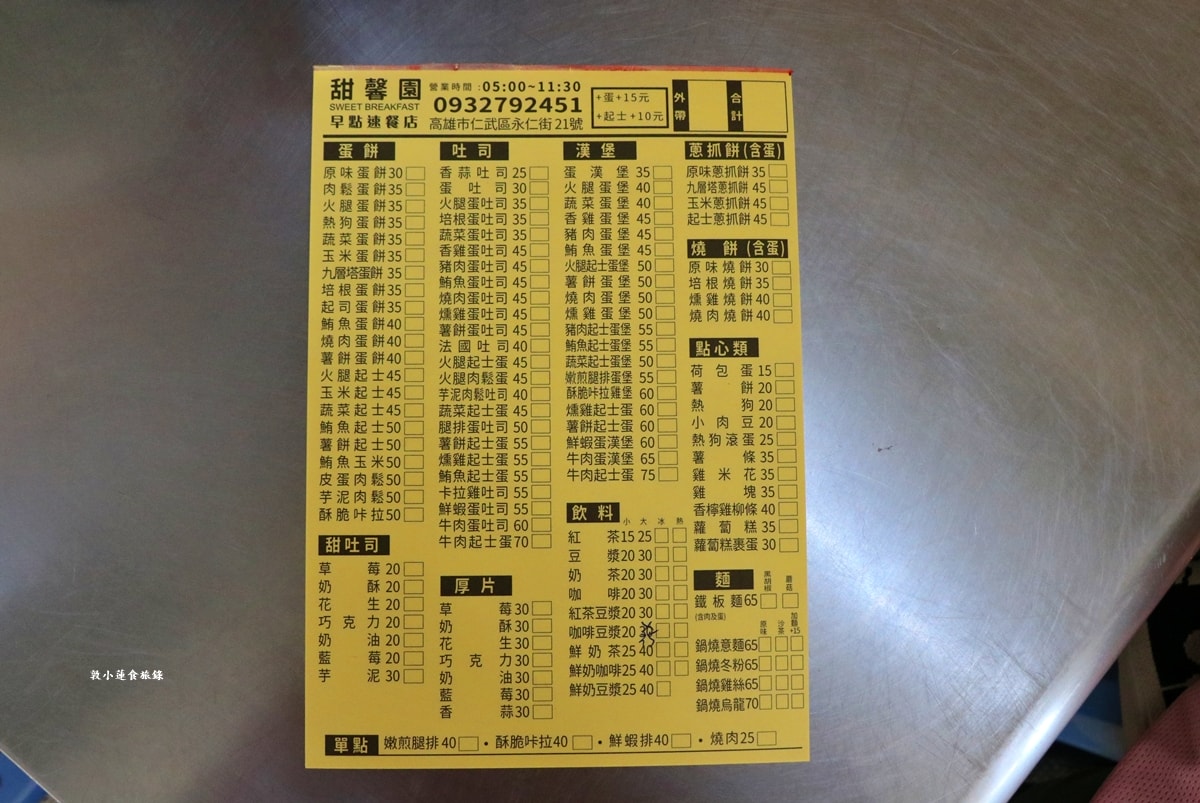 甜馨園
SWEET BREAKFAST
早點速餐店
營業時間:05:00~11:30
0932792451
高雄市仁武區永仁街21號
+蛋+15元
+起士+10元
外帶
合計
蛋餅
原味蛋餅30
肉鬆蛋餅35
火腿蛋餅35
熱狗蛋餅35
蔬菜蛋餅35
玉米蛋餅35
九層塔蛋餅35
培根蛋餅35
起司蛋餅35
鮪魚蛋餅40
燒肉蛋餅40
薯餅蛋餅40
火腿起士45
玉米起士45
蔬菜起士45
鮪魚起士50
薯餅起士50
鮪魚玉米50
皮蛋肉鬆50
芋泥肉鬆50
酥脆咔拉50
甜吐司
草莓20
奶酥20
花生20
巧克力20
奶油20
藍莓20
芋泥30
吐司
香蒜吐司25
蛋吐司30
火腿蛋吐司35
培根蛋吐司35
蔬菜蛋吐司35
香雞蛋吐司45
豬肉蛋吐司45
鮪魚蛋吐司45
燒肉蛋吐司45
燻雞蛋吐司45
薯餅蛋吐司45
法國吐司40
火腿起士蛋45
火腿肉鬆蛋45
芋泥肉鬆吐司40
蔬菜起士蛋45
腿排蛋吐司50
薯餅起士蛋55
燻雞起士蛋55
鮪魚起士蛋55
卡拉雞吐司55
鮮蝦蛋吐司55
牛肉蛋吐司60
牛肉起士蛋70
厚片
草莓30
奶酥30
花生30
巧克力30
奶油30
藍莓30
香蒜30
漢堡
蛋漢堡35
火腿蛋堡40
蔬菜蛋堡40
香雞蛋堡45
豬肉蛋堡45
鮪魚蛋堡45
火腿起士蛋堡50
薯餅蛋堡50
燒肉蛋堡50
燻雞蛋堡50
豬肉起士蛋堡55
鮪魚起士蛋堡55
蔬菜起士蛋堡50
嫩煎腿排蛋堡55
酥脆咔拉雞堡60
燻雞起士蛋60
薯餅起士蛋60
鮮蝦蛋漢堡60
牛肉蛋漢堡65
牛肉起士蛋75
飲料
小 大 冰 熱
紅茶15 25
豆漿20 30
奶茶20 30
咖啡20 30
紅茶豆漿20 30
咖啡豆漿20
鮮奶茶25 40
鮮奶咖啡25 40
鮮奶豆漿25 40
蔥抓餅(含蛋)
原味蔥抓餅35
九層塔蔥抓餅45
玉米蔥抓餅45
起士蔥抓餅45
燒餅(含蛋)
原味燒餅30
培根燒餅35
燻雞燒餅40
燒肉燒餅40
點心類
荷包蛋15
薯餅20
熱狗20
小肉豆20
熱狗滾蛋25
薯條35
雞米花35
雞塊35
香檸雞柳條40
蘿蔔糕35
蘿蔔糕裹蛋30
麵
黑胡椒 蘑菇
鐵板麵65
(含肉及蛋)
原味 沙茶 加麵+15
鍋燒意麵65
鍋燒冬粉65
鍋燒雞絲65
鍋燒烏龍70
單點 嫩煎腿排40 ・酥脆咔拉40 ・鮮蝦排40 ・燒肉25
敦小蓮食旅錄